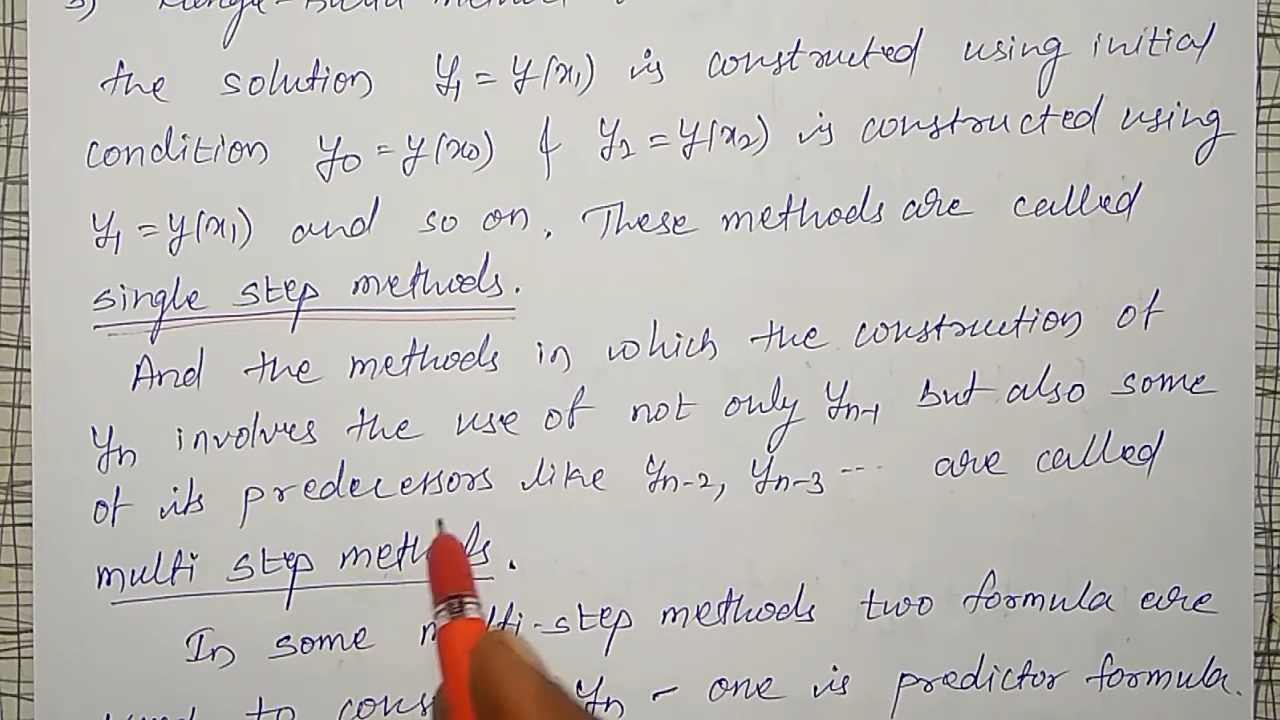 the solution y₁ = y(x₁) is constructed using initial
condition y₀ = y(x₀) & y₂ = y(x₂) is constructed using
y₁ = y(x₁) and so on. These methods are called
single step methods.
And the methods in which the construction of
yₙ involves the use of not only yₙ₋₁ but also some
of its predecessors like yₙ₋₂, yₙ₋₃ --- are called
multi step methods.
In some multi-step methods two formula are
to yₙ - one is predictor formula.